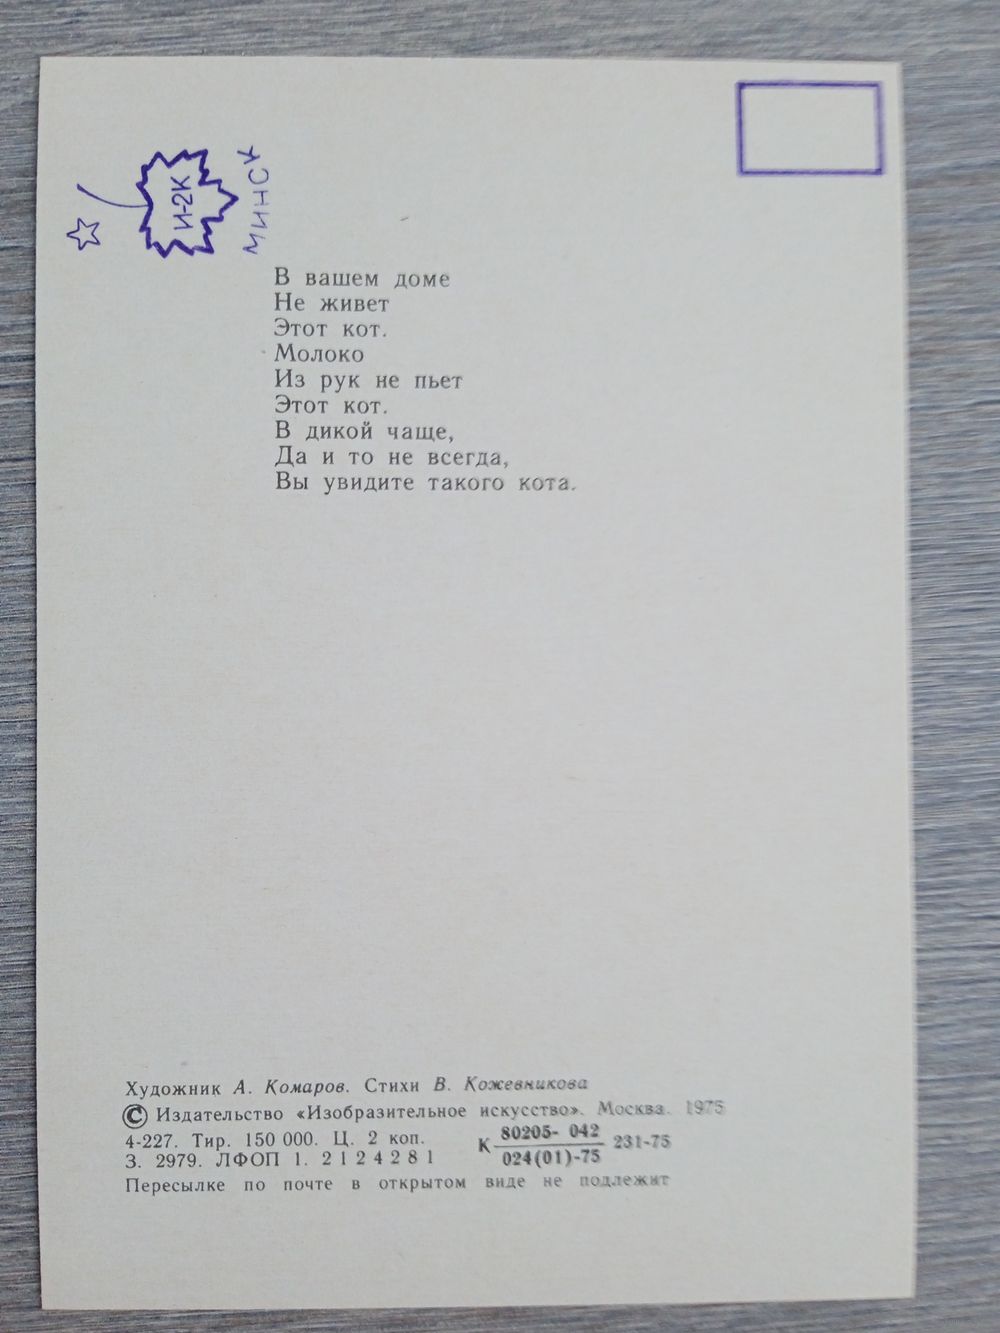 И-2К
МИНСК
В вашем доме
Не живет
Этот кот.
Молоко
Из рук не пьет
Этот кот.
В дикой чаще,
Да и то не всегда,
Вы увидите такого кота.
Художник А. Комаров. Стихи В. Кожевникова
© Издательство «Изобразительное искусство». Москва. 1975
4-227. Тир. 150 000. Ц. 2 коп. К 80205-042 231-75
З. 2979. ЛФОП 1. 2124281 024(01)-75
Пересылке по почте в открытом виде не подлежит